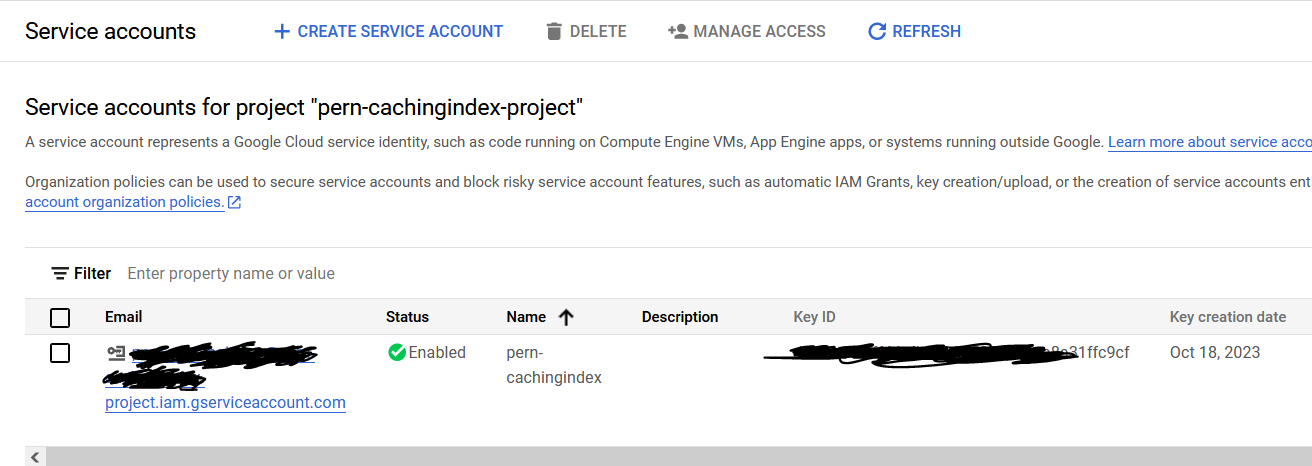 Service accounts
CREATE SERVICE ACCOUNT
DELETE
MANAGE ACCESS
REFRESH
Service accounts for project "pern-cachingindex-project"
A service account represents a Google Cloud service identity, such as code running on Compute Engine VMs, App Engine apps, or systems running outside Google. Learn more about service acco
Organization policies can be used to secure service accounts and block risky service account features, such as automatic IAM Grants, key creation/upload, or the creation of service accounts ent
account organization policies.
Filter Enter property name or value
Email Status Name Description Key ID Key creation date
Enabled pern- Oct 18, 2023
cachingindex
project.iam.gserviceaccount.com